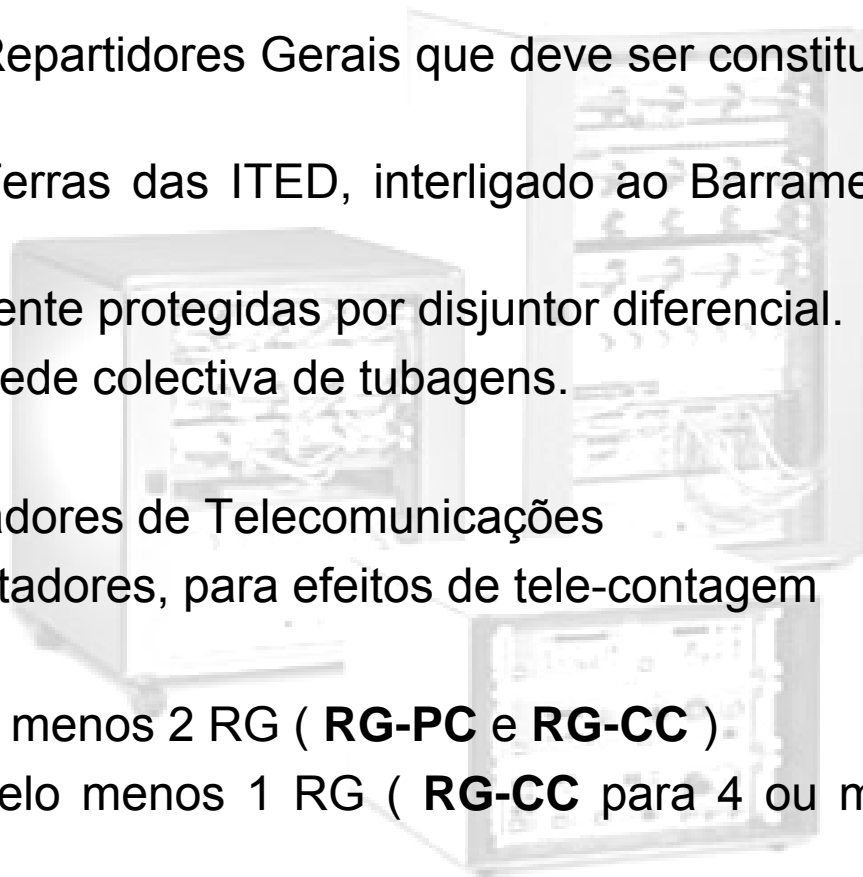 Repartidores Gerais que deve ser constitu
Terras das ITED, interligado ao Barrame
ente protegidas por disjuntor diferencial.
ede colectiva de tubagens.
adores de Telecomunicações
tadores, para efeitos de tele-contagem
menos 2 RG ( RG-PC e RG-CC )
elo menos 1 RG ( RG-CC para 4 ou m